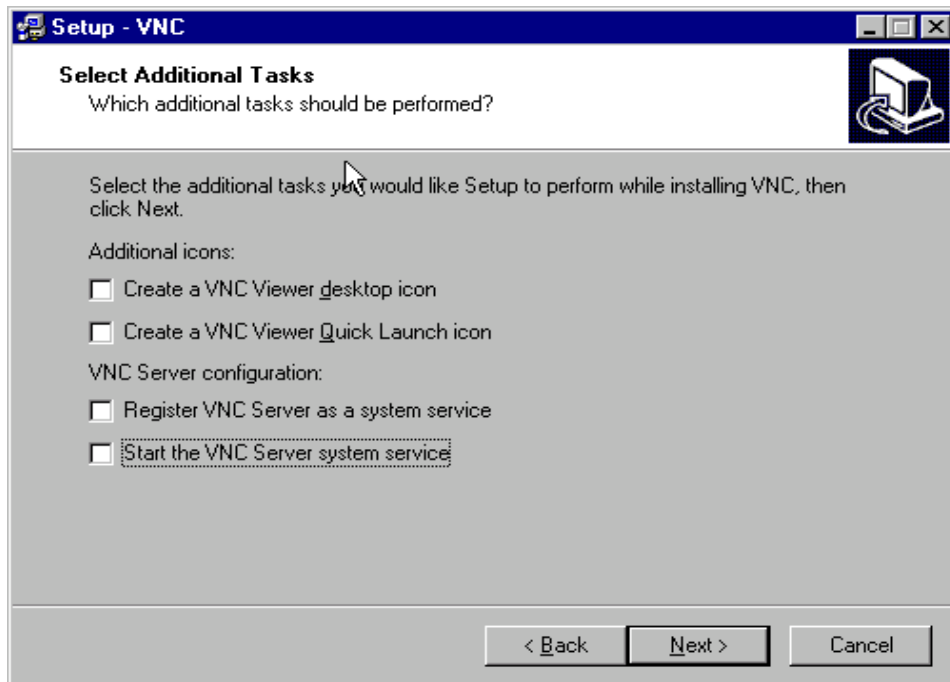 Setup - VNC
Select Additional Tasks
Which additional tasks should be performed?
Select the additional tasks you would like Setup to perform while installing VNC, then
click Next.
Additional icons:
Create a VNC Viewer desktop icon
Create a VNC Viewer Quick Launch icon
VNC Server configuration:
Register VNC Server as a system service
Start the VNC Server system service
< Back
Next >
Cancel